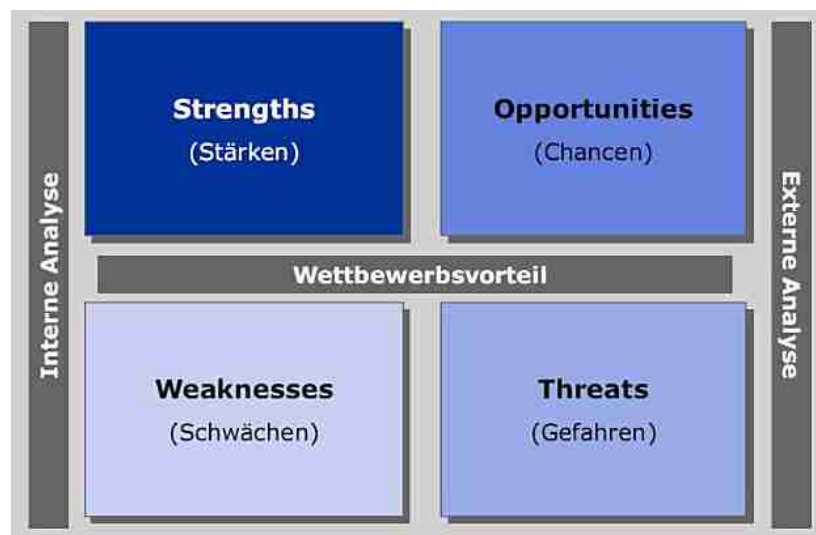 Interne Analyse
Strengths
(Stärken)
Opportunities
(Chancen)
Wettbewerbsvorteil
Weaknesses
(Schwächen)
Threats
(Gefahren)
Externe Analyse